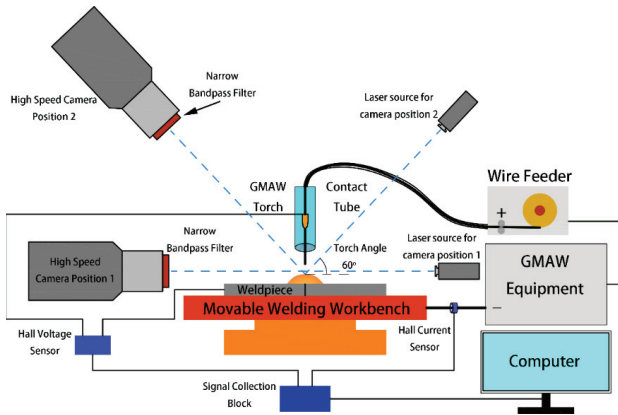 High Speed Camera
Position 2
Narrow
Bandpass Filter
Laser source for
camera position 2
GMAW
Torch
Contact
Tube
Wire Feeder
+
Narrow
Bandpass Filter
High Speed
Camera Position 1
Torch Angle
60°
Laser source for
camera position 1
GMAW
Equipment
Weldpiece
Movable Welding Workbench
−
Hall Voltage
Sensor
Hall Current
Sensor
Signal Collection
Block
Computer